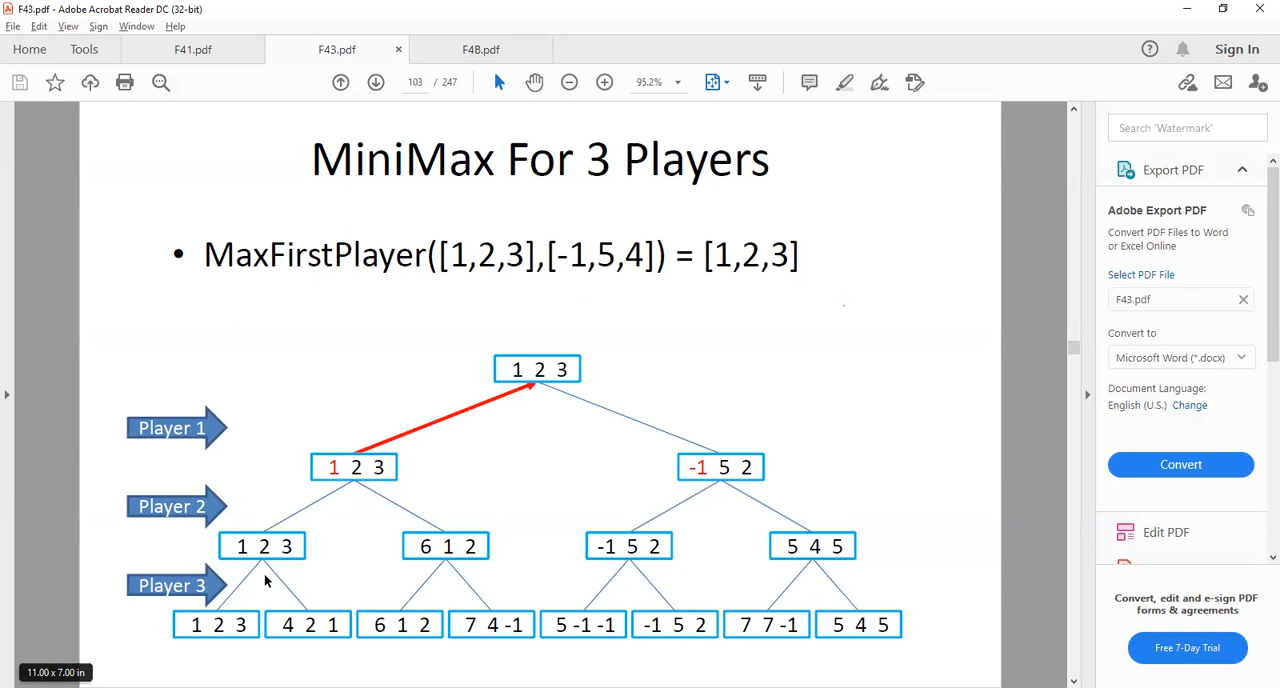 F43.pdf - Adobe Acrobat Reader DC (32-bit)
File Edit View Sign Window Help
Home Tools F41.pdf F43.pdf × F4B.pdf ? Sign In
103 / 247 95.2%
MiniMax For 3 Players
• MaxFirstPlayer([1,2,3],[-1,5,4]) = [1,2,3]
1 2 3
Player 1
1 2 3 -1 5 2
Player 2
1 2 3 6 1 2 -1 5 2 5 4 5
Player 3
1 2 3 4 2 1 6 1 2 7 4 -1 5 -1 -1 -1 5 2 7 7 -1 5 4 5
11.00 x 7.00 in
Search 'Watermark'
Export PDF
Adobe Export PDF
Convert PDF Files to Word
or Excel Online
Select PDF File
F43.pdf
Convert to
Microsoft Word (*.docx)
Document Language:
English (U.S.) Change
Convert
Edit PDF
Convert, edit and e-sign PDF
forms & agreements
Free 7-Day Trial